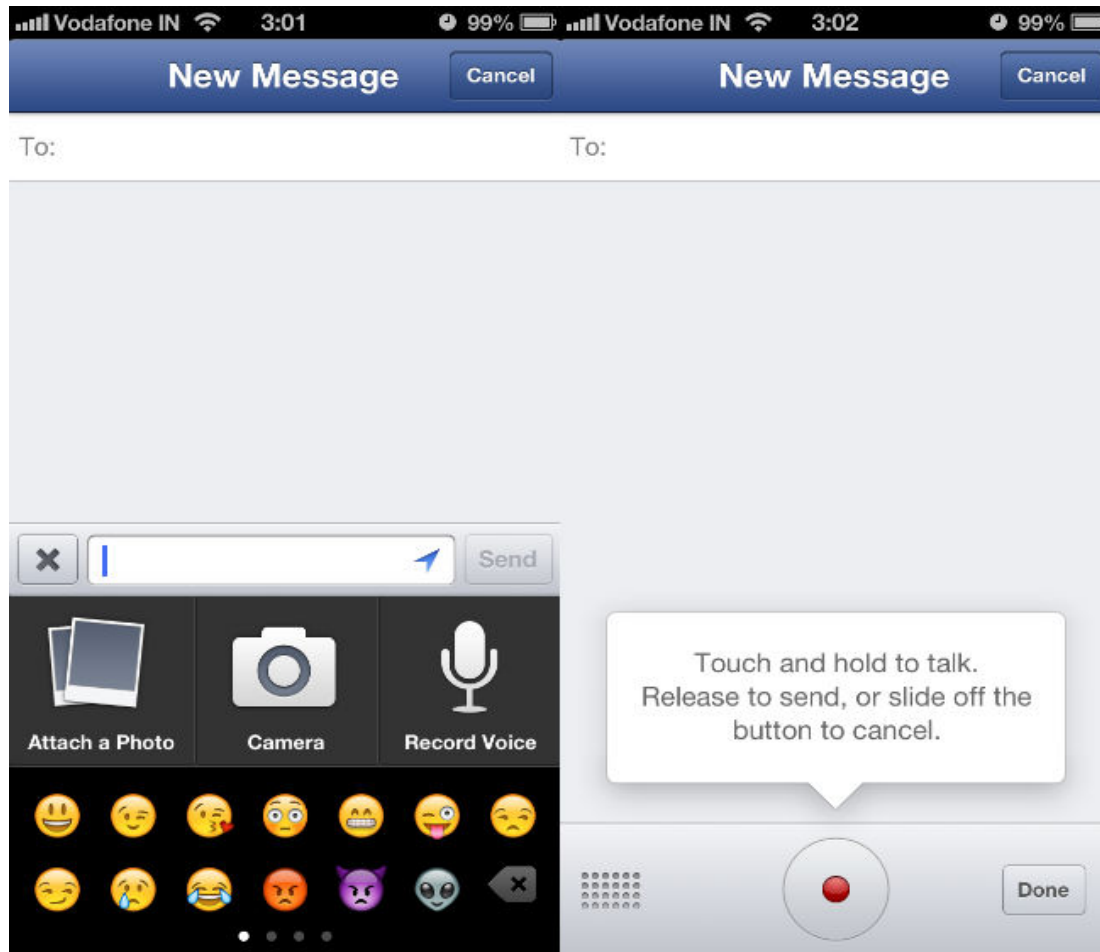 Vodafone IN 3:01 99%
New Message Cancel
To:
Send
Attach a Photo Camera Record Voice
Vodafone IN 3:02 99%
New Message Cancel
To:
Touch and hold to talk.
Release to send, or slide off the
button to cancel.
Done